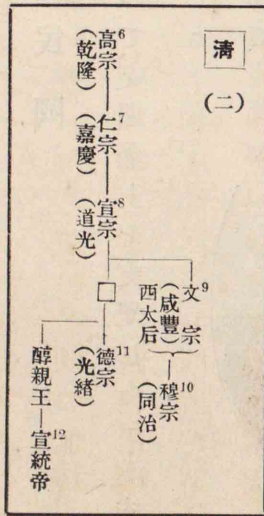 清
(二)
高宗6
(乾隆)
仁宗7
(嘉慶)
宣宗8
(道光)
文宗9
(咸豐)
西太后
穆宗10
(同治)
德宗11
(光緒)
醇親王
宣統帝12